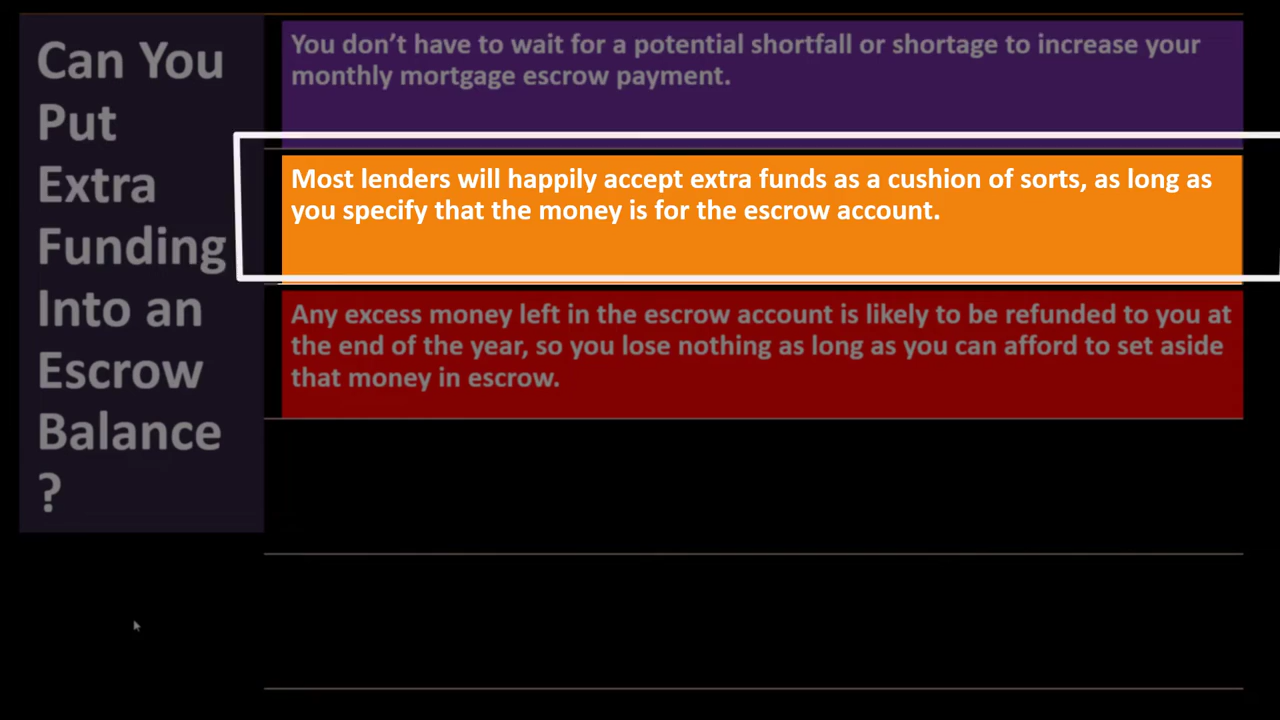 Can You
Put
Extra
Funding
Into an
Escrow
Balance
?
You don’t have to wait for a potential shortfall or shortage to increase your
monthly mortgage escrow payment.
Most lenders will happily accept extra funds as a cushion of sorts, as long as
you specify that the money is for the escrow account.
Any excess money left in the escrow account is likely to be refunded to you at
the end of the year, so you lose nothing as long as you can afford to set aside
that money in escrow.